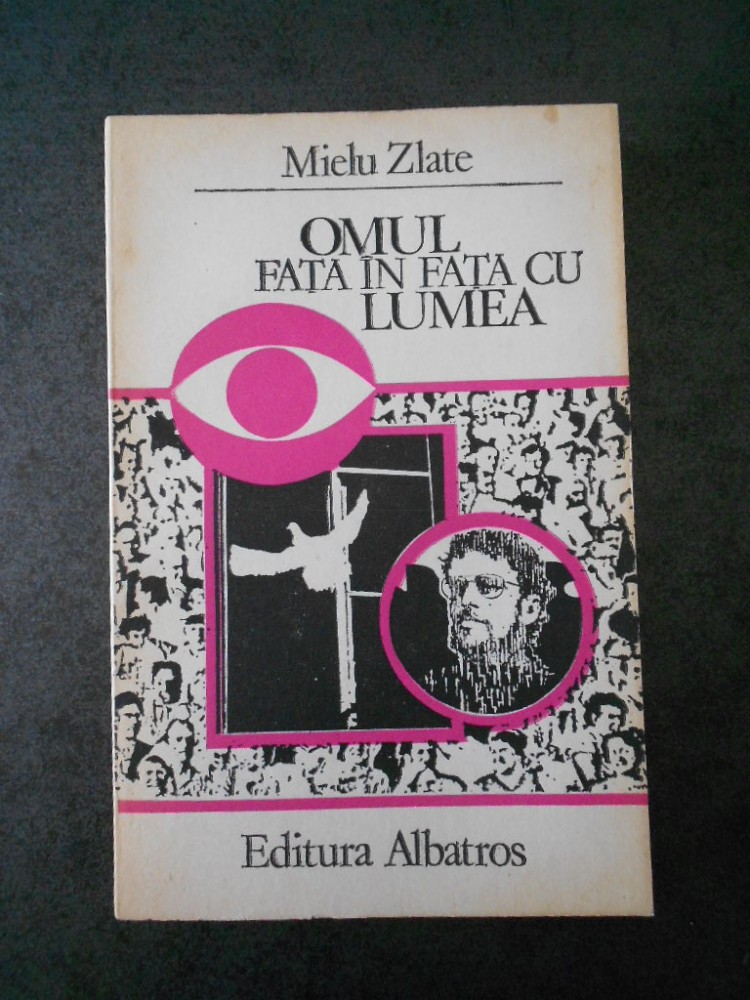 Mielu Zlate
OMUL
FAȚA ÎN FAȚA CU
LUMEA
Editura Albatros